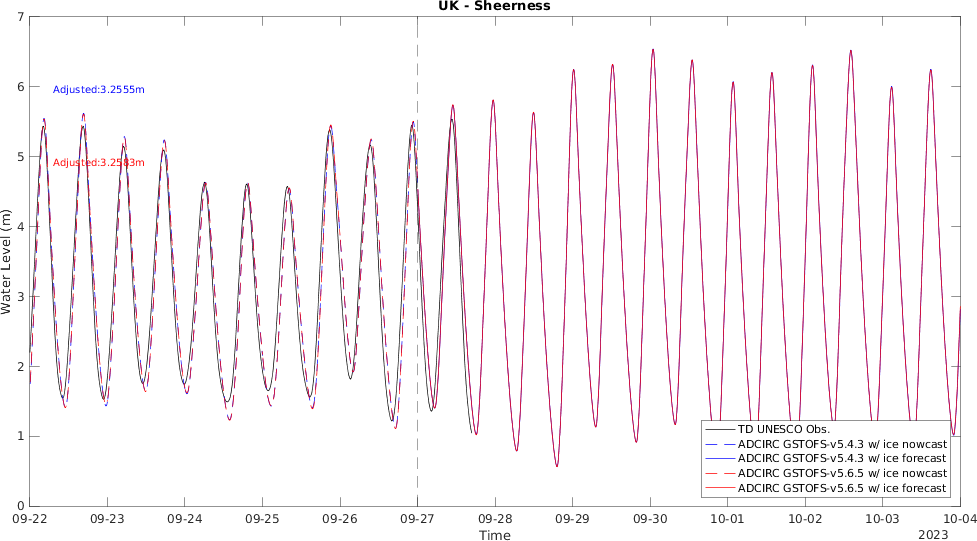 UK - Sheerness
7
6
5
4
3
2
1
0
Water Level (m)
Adjusted:3.2555m
Adjusted:3.2583m
TD UNESCO Obs.
ADCIRC GSTOFS-v5.4.3 w/ ice nowcast
ADCIRC GSTOFS-v5.4.3 w/ ice forecast
ADCIRC GSTOFS-v5.6.5 w/ ice nowcast
ADCIRC GSTOFS-v5.6.5 w/ ice forecast
09-22 09-23 09-24 09-25 09-26 09-27 09-28 09-29 09-30 10-01 10-02 10-03 10-04
Time
2023